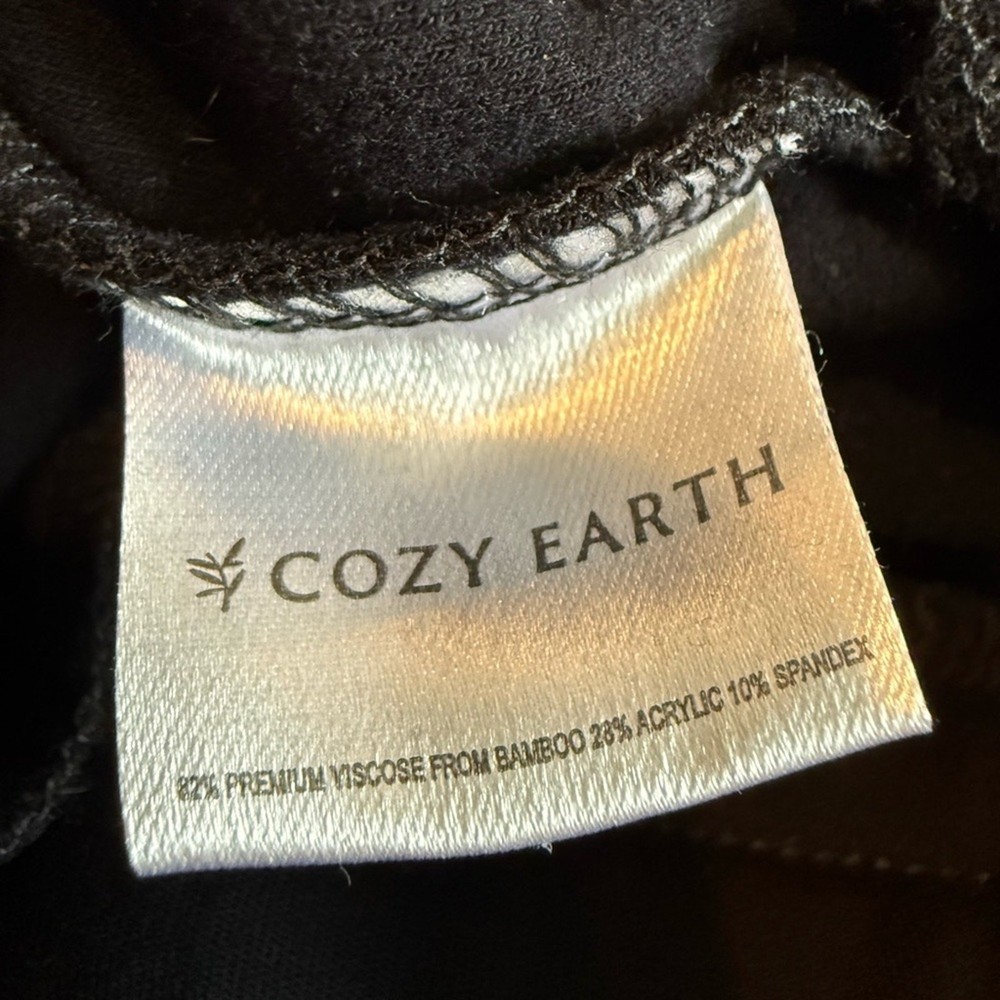 COZY EARTH
62% PREMIUM VISCOSE FROM BAMBOO 28% ACRYLIC 10% SPANDEX